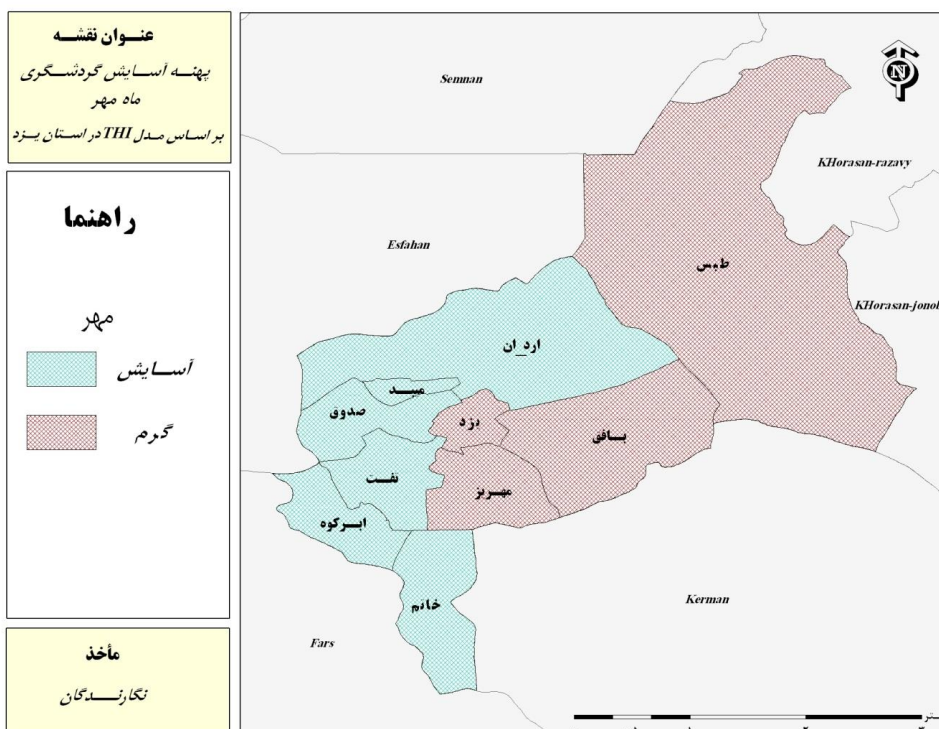 عنوان نقشه
پهنه آسایش گردشگری
ماه مهر
بر اساس مدل THI در استان یزد
راهنما
مهر
آسایش
گرم
مأخذ
نگارندگان
N
Semnan
KHorasan-razavy
Esfahan
KHorasan-jonob
طبس
ارد_ان
میبد
صدوق
یزد
بافق
تفت
مهریز
ابرکوه
خاتم
Kerman
Fars